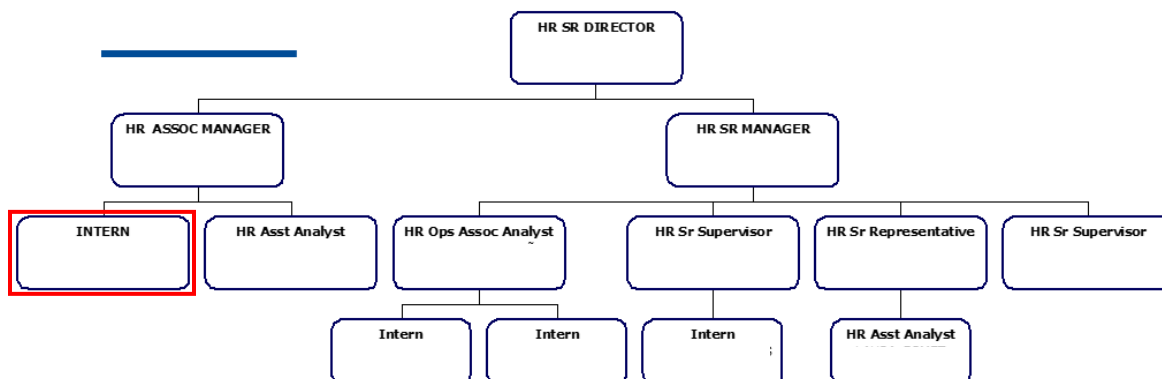 HR SR DIRECTOR
HR ASSOC MANAGER
HR SR MANAGER
INTERN
HR Asst Analyst
HR Ops Assoc Analyst
HR Sr Supervisor
HR Sr Representative
HR Sr Supervisor
Intern
Intern
Intern
HR Asst Analyst